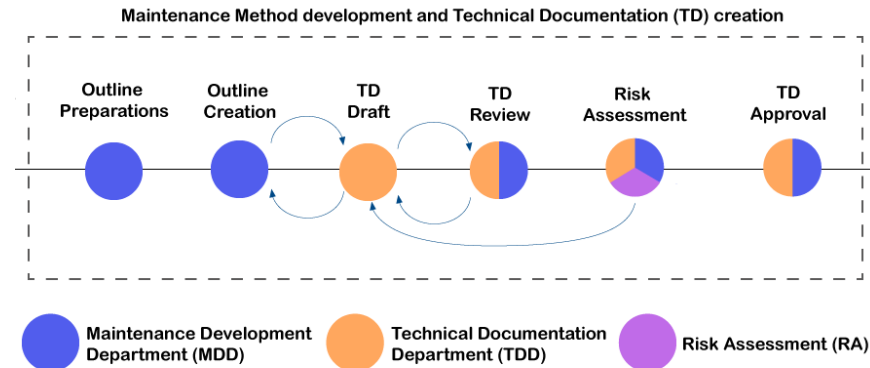 Maintenance Method development and Technical Documentation (TD) creation
Outline
Preparations
Outline
Creation
TD
Draft
TD
Review
Risk
Assessment
TD
Approval
Maintenance Development
Department (MDD)
Technical Documentation
Department (TDD)
Risk Assessment (RA)